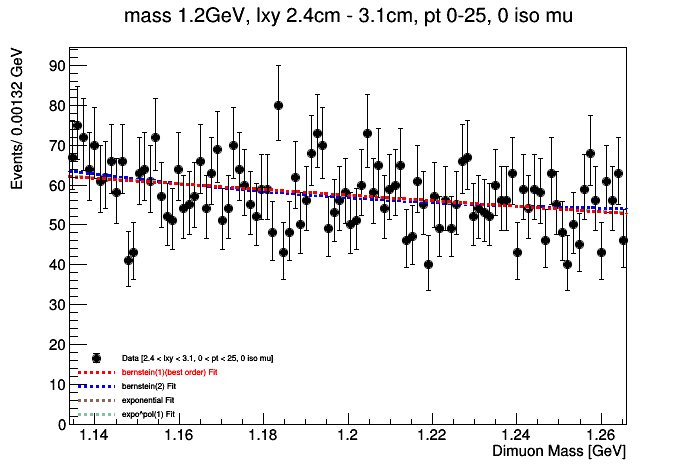 mass 1.2GeV, lxy 2.4cm - 3.1cm, pt 0-25, 0 iso mu
Events/ 0.00132 GeV
90
80
70
60
50
40
30
20
10
0
Data [2.4 < lxy < 3.1, 0 < pt < 25, 0 iso mu]
bernstein(1)(best order) Fit
bernstein(2) Fit
exponential Fit
expo*pol(1) Fit
1.14 1.16 1.18 1.2 1.22 1.24 1.26
Dimuon Mass [GeV]